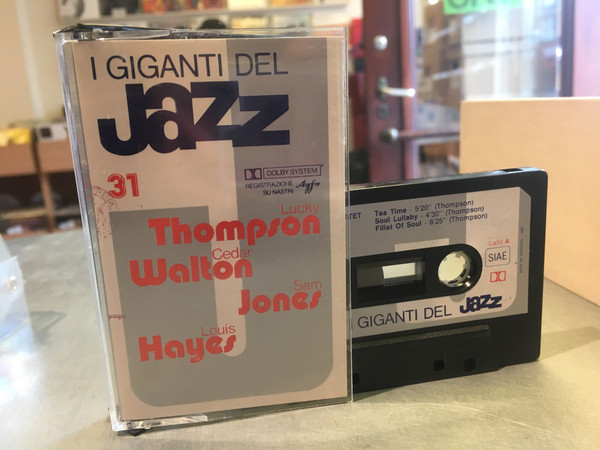 I GIGANTI DEL
Jazz
31
DOLBY SYSTEM
REGISTRAZIONE
SU NASTRI Agfa
Lucky
Thompson
Cedar
Walton
Sam
Jones
Louis
Hayes
TET
Tea Time - 5'20" (Thompson)
Soul Lullaby - 4'30" (Thompson)
Fillet Of Soul - 6'25" (Thompson)
Lato A
SIAE
I GIGANTI DEL Jazz